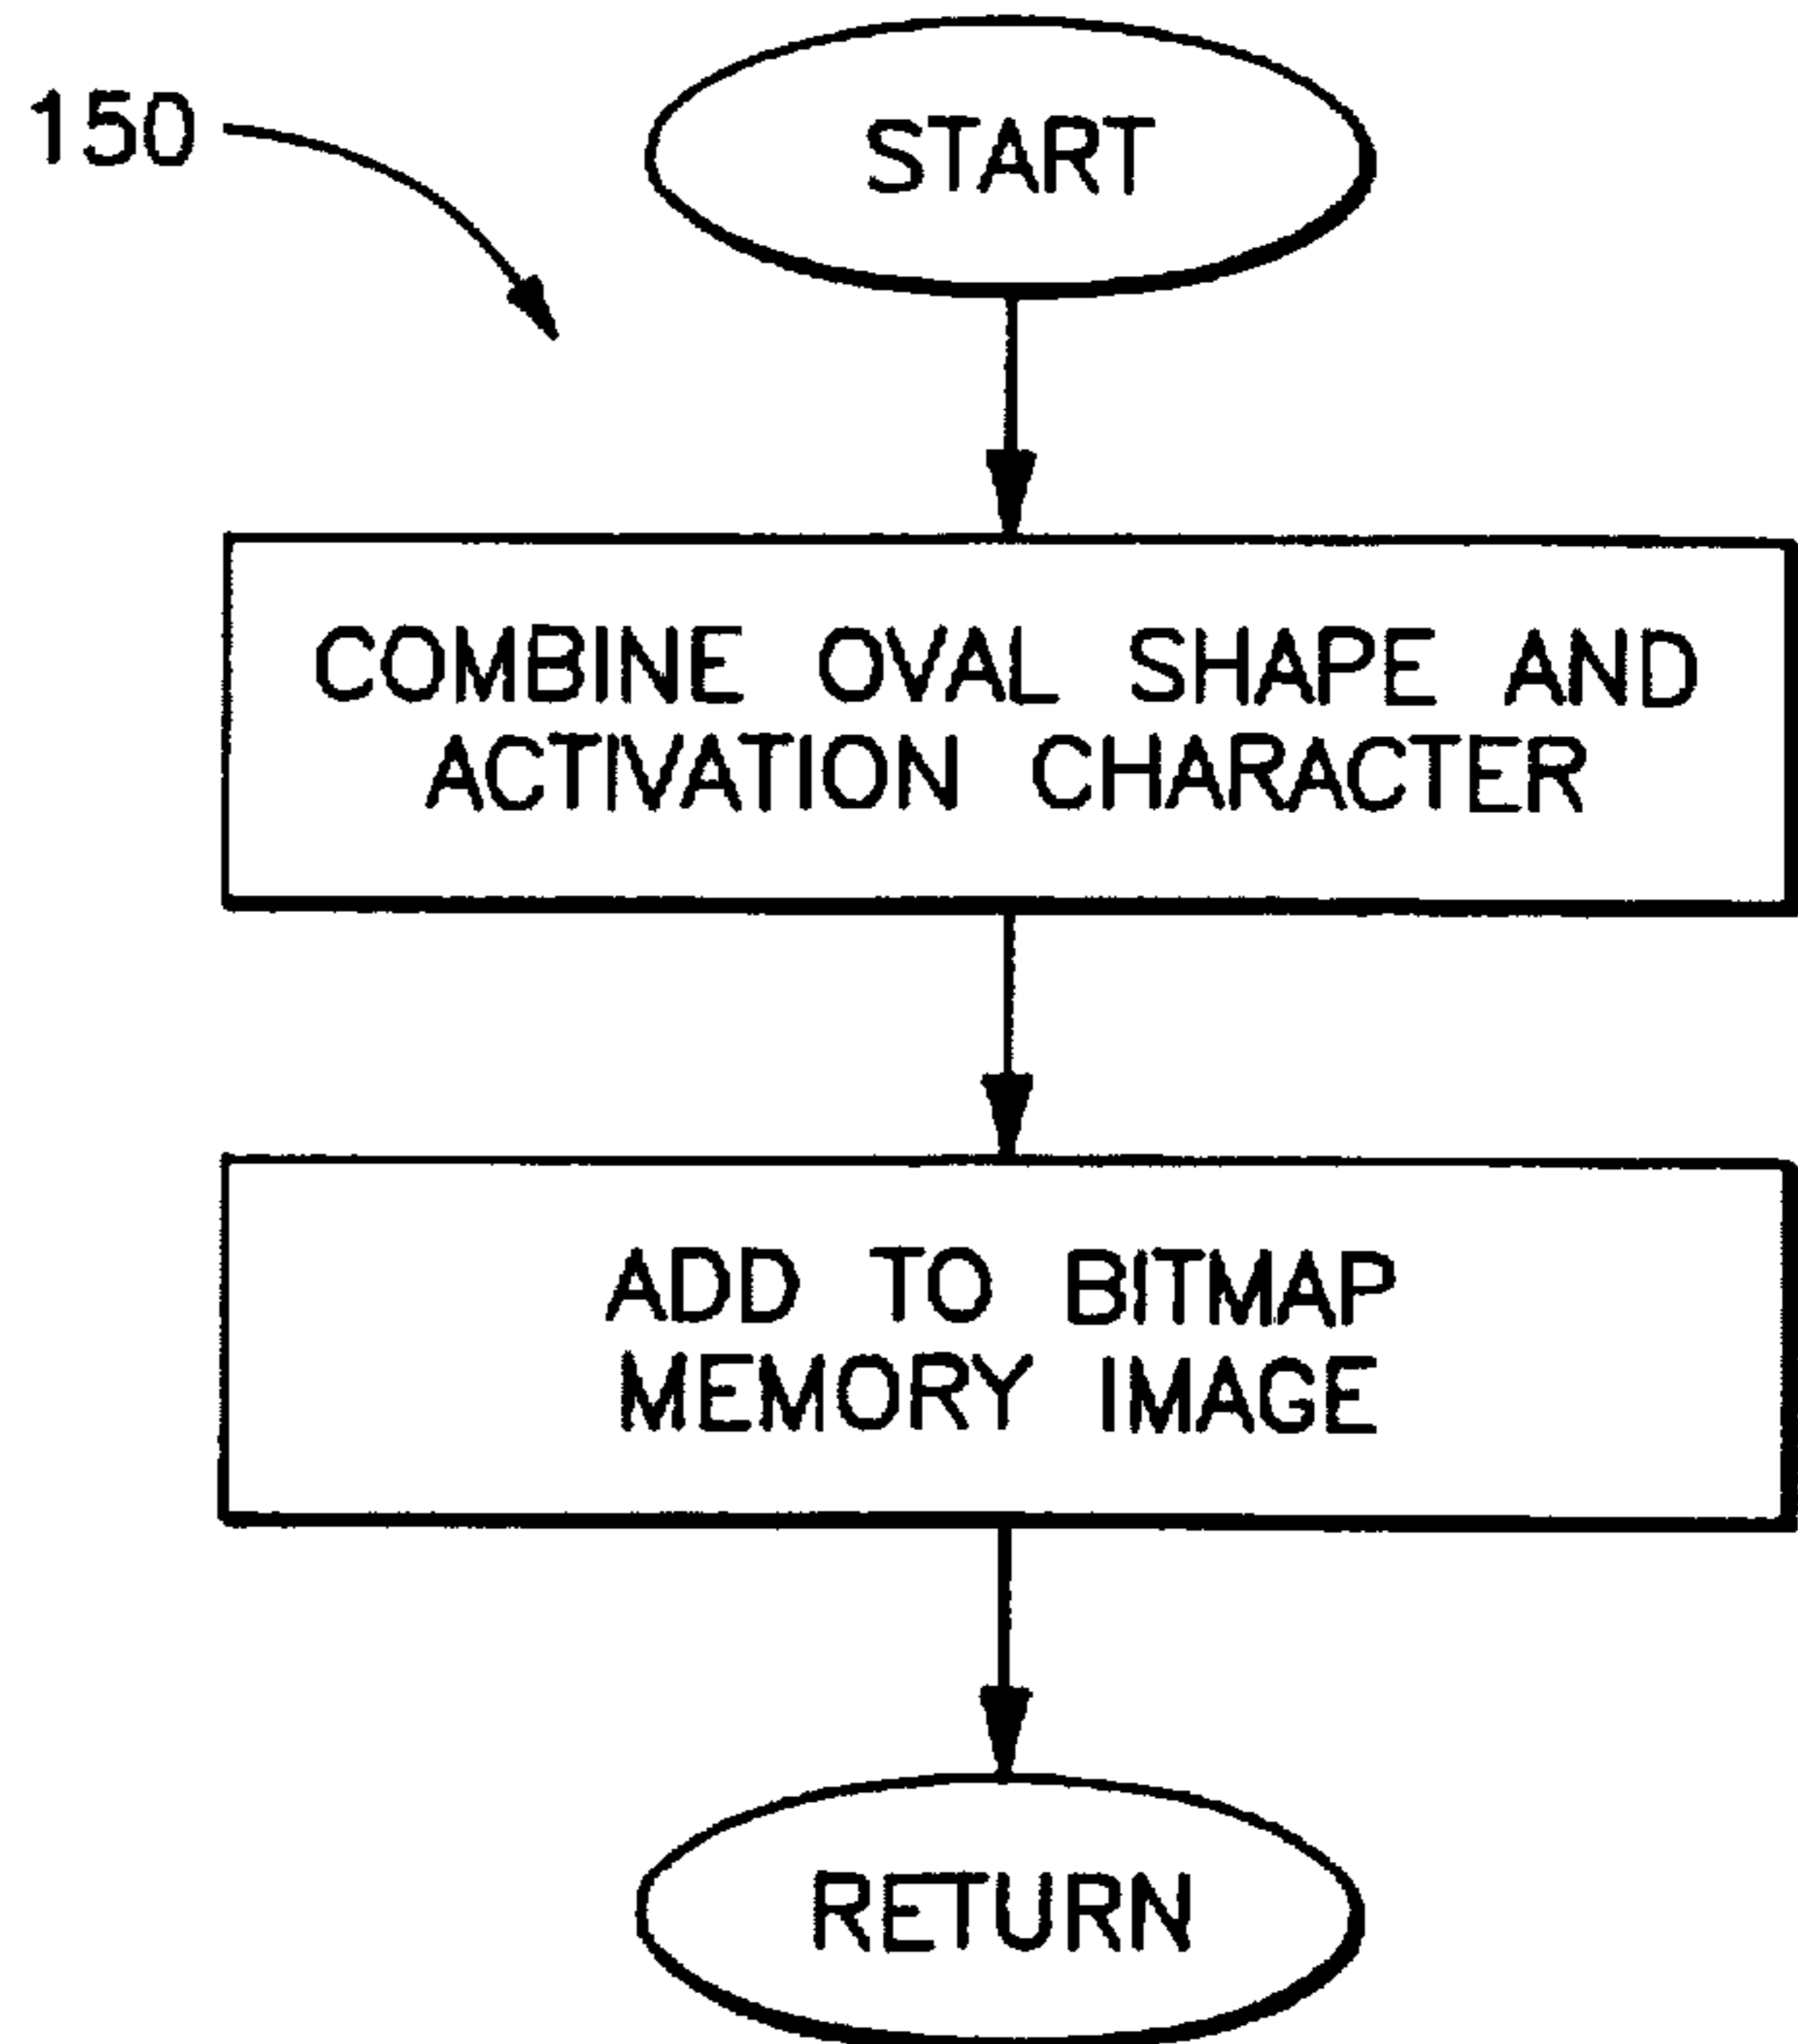 150
START
COMBINE OVAL SHAPE AND
ACTIVATION CHARACTER
ADD TO BITMAP
MEMORY IMAGE
RETURN